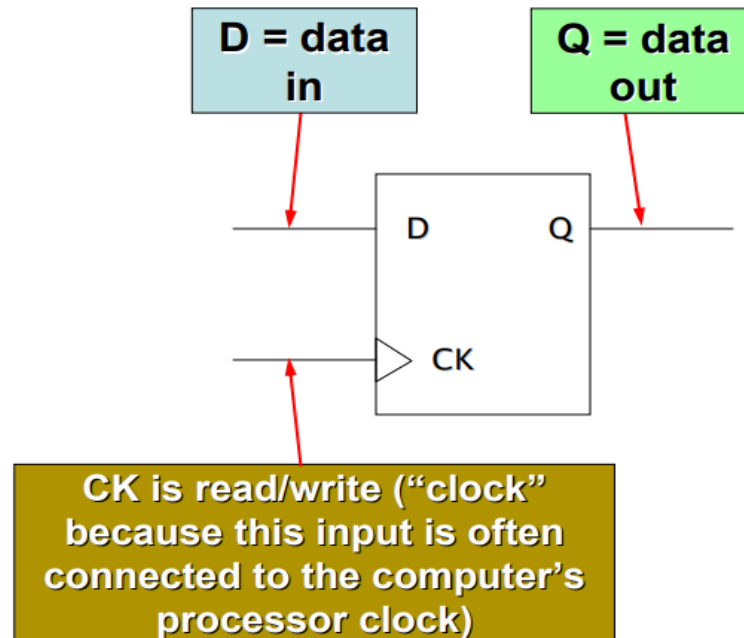 D = data
in
Q = data
out
D
Q
CK
CK is read/write (“clock”
because this input is often
connected to the computer’s
processor clock)